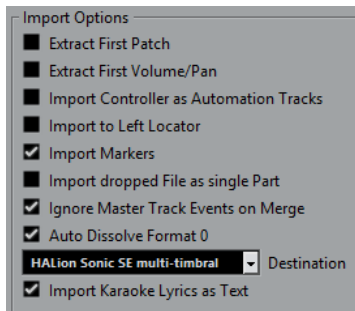 Import Options
Extract First Patch
Extract First Volume/Pan
Import Controller as Automation Tracks
Import to Left Locator
Import Markers
Import dropped File as single Part
Ignore Master Track Events on Merge
Auto Dissolve Format 0
HALion Sonic SE multi-timbral Destination
Import Karaoke Lyrics as Text